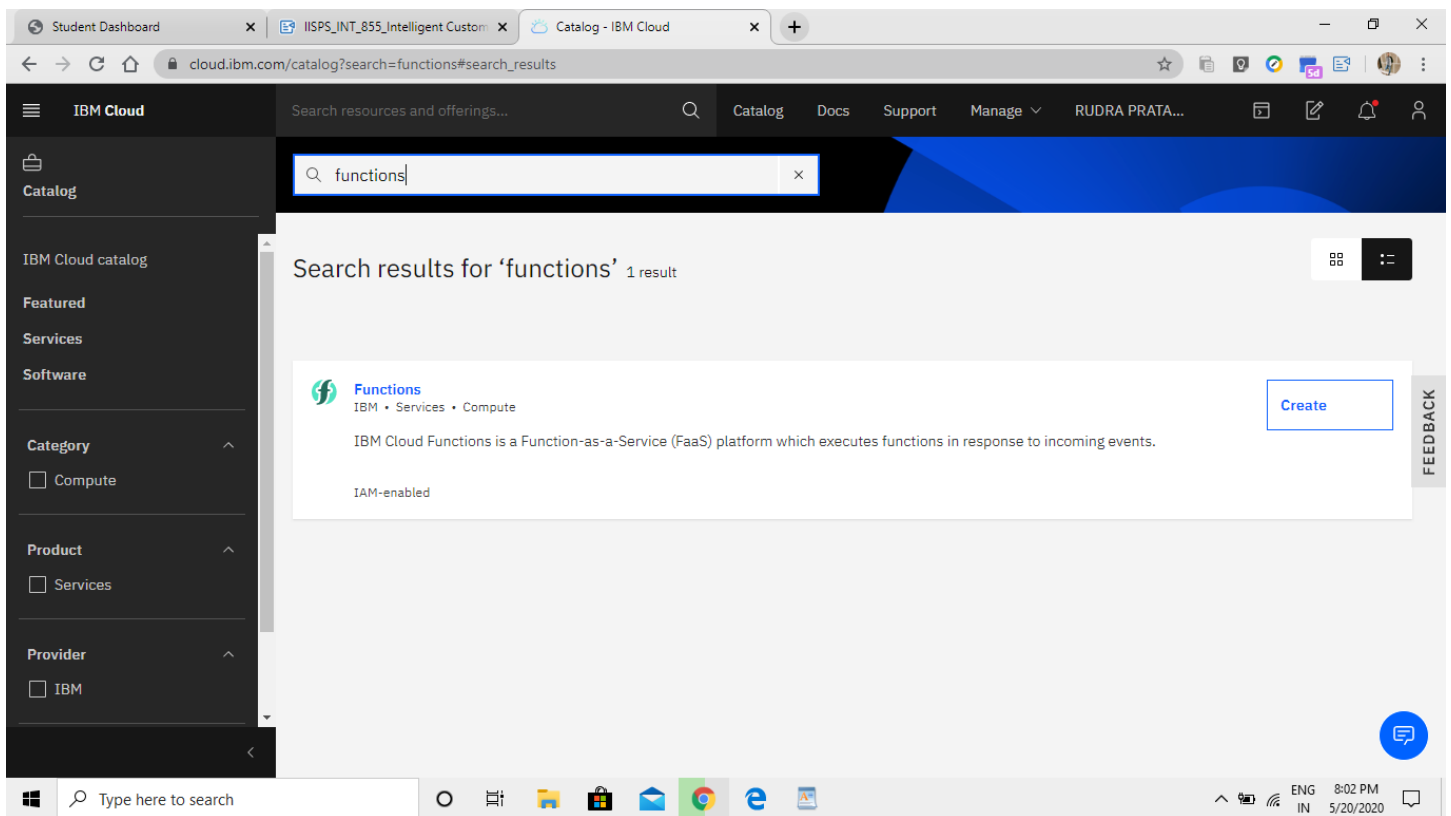 Student Dashboard
IISPS_INT_855_Intelligent Custom
Catalog - IBM Cloud
cloud.ibm.com/catalog?search=functions#search_results
5d
IBM Cloud
Search resources and offerings...
Catalog
Docs
Support
Manage
RUDRA PRATA...
Catalog
functions
IBM Cloud catalog
Featured
Services
Software
Category
Compute
Product
Services
Provider
IBM
Search results for ‘functions’ 1 result
Functions
IBM • Services • Compute
IBM Cloud Functions is a Function-as-a-Service (FaaS) platform which executes functions in response to incoming events.
IAM-enabled
Create
FEEDBACK
Type here to search
ENG
IN
8:02 PM
5/20/2020